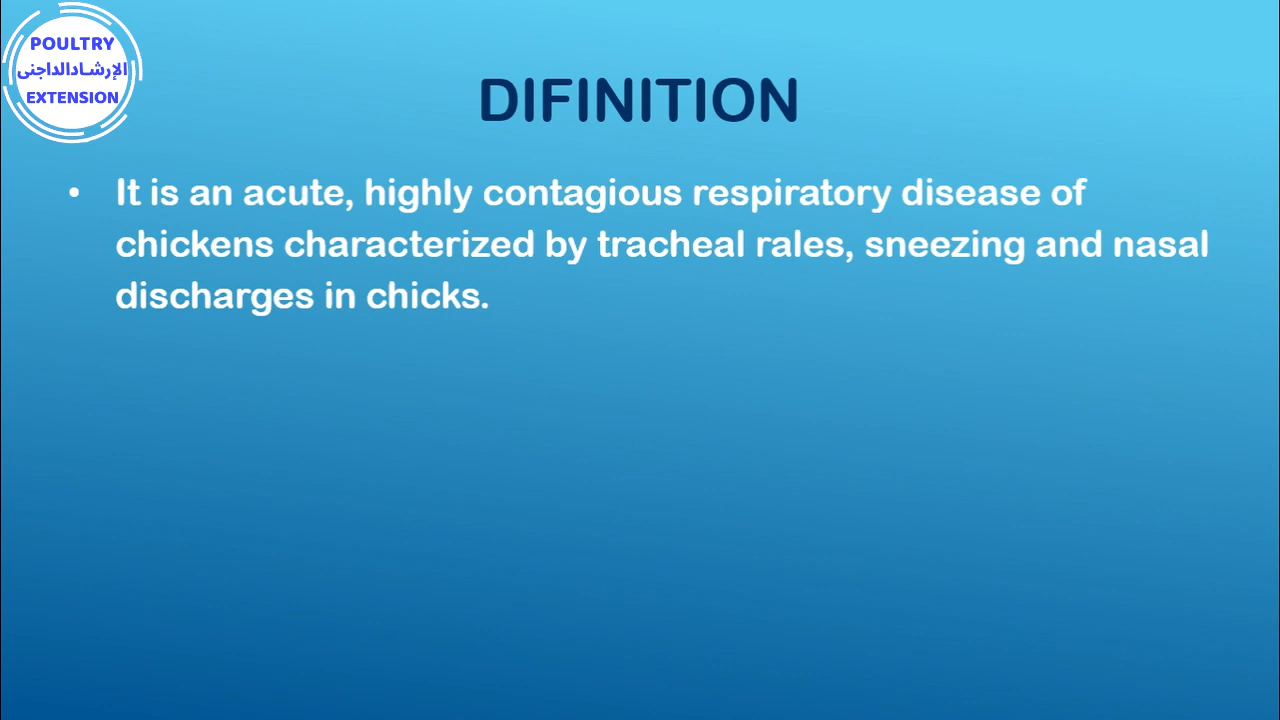 POULTRY
الإرشادالداجنى
EXTENSION
DIFINITION
• It is an acute, highly contagious respiratory disease of
chickens characterized by tracheal rales, sneezing and nasal
discharges in chicks.